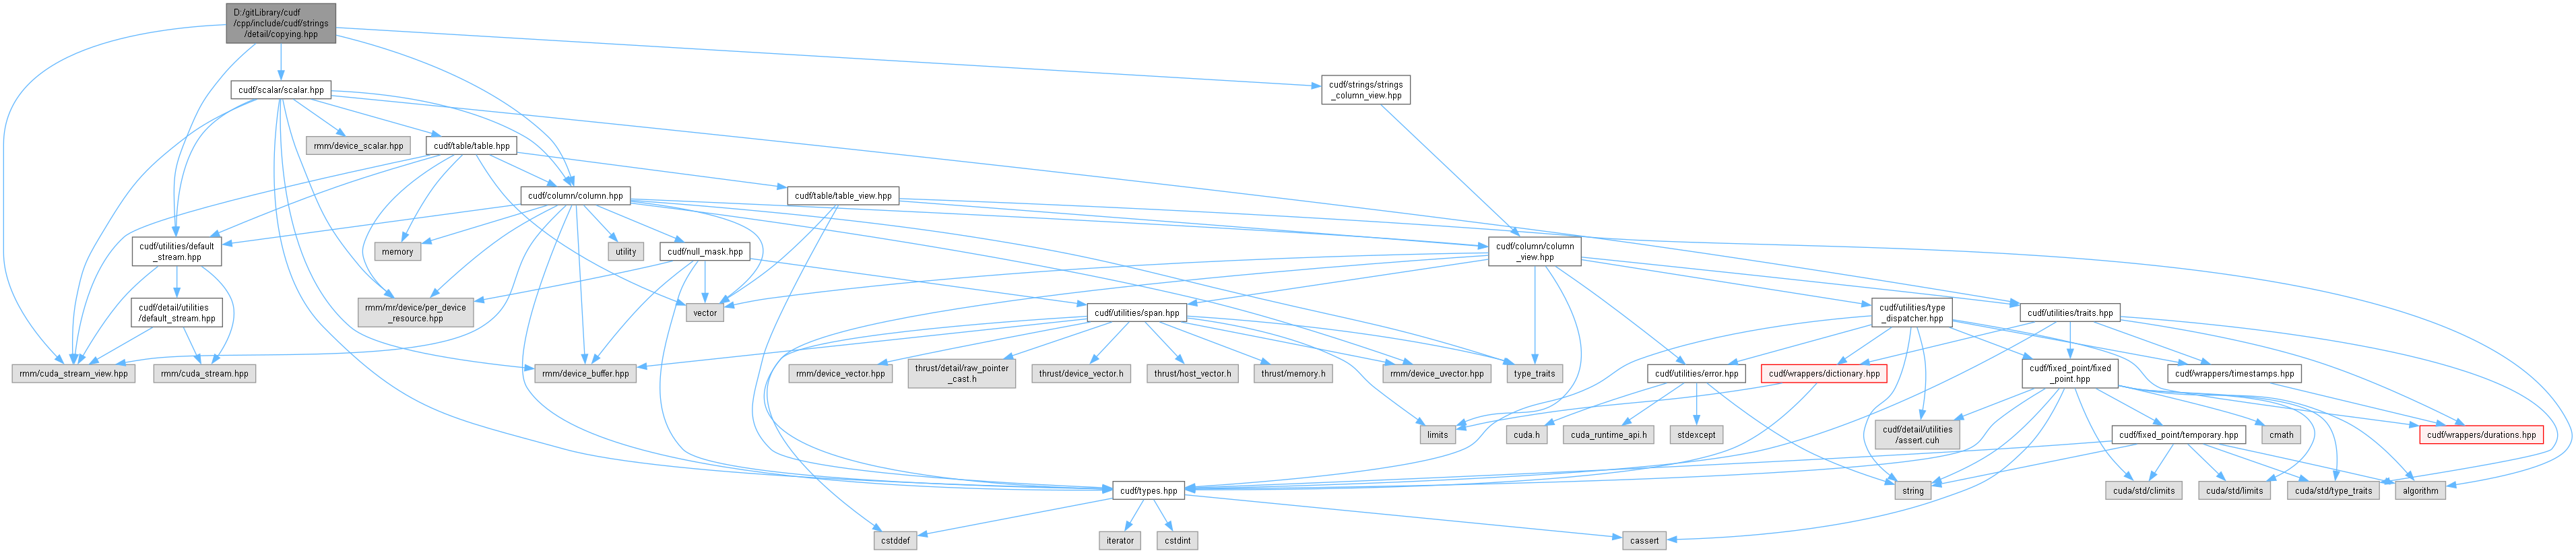 D:/gitLibrary/cudf
/cpp/include/cudf/strings
/detail/copying.hpp
cudf/scalar/scalar.hpp
cudf/strings/strings
_column_view.hpp
rmm/device_scalar.hpp
cudf/table/table.hpp
cudf/column/column.hpp
cudf/table/table_view.hpp
cudf/utilities/default
_stream.hpp
memory
utility
cudf/null_mask.hpp
cudf/column/column
_view.hpp
cudf/detail/utilities
/default_stream.hpp
rmm/mr/device/per_device
_resource.hpp
vector
cudf/utilities/span.hpp
cudf/utilities/type
_dispatcher.hpp
cudf/utilities/traits.hpp
rmm/cuda_stream_view.hpp
rmm/cuda_stream.hpp
rmm/device_buffer.hpp
rmm/device_vector.hpp
thrust/detail/raw_pointer
_cast.h
thrust/device_vector.h
thrust/host_vector.h
thrust/memory.h
rmm/device_uvector.hpp
type_traits
cudf/utilities/error.hpp
cudf/wrappers/dictionary.hpp
cudf/fixed_point/fixed
_point.hpp
cudf/wrappers/timestamps.hpp
limits
cuda.h
cuda_runtime_api.h
stdexcept
cudf/detail/utilities
/assert.cuh
cudf/fixed_point/temporary.hpp
cmath
cudf/wrappers/durations.hpp
cudf/types.hpp
string
cuda/std/climits
cuda/std/limits
cuda/std/type_traits
algorithm
cstddef
iterator
cstdint
cassert